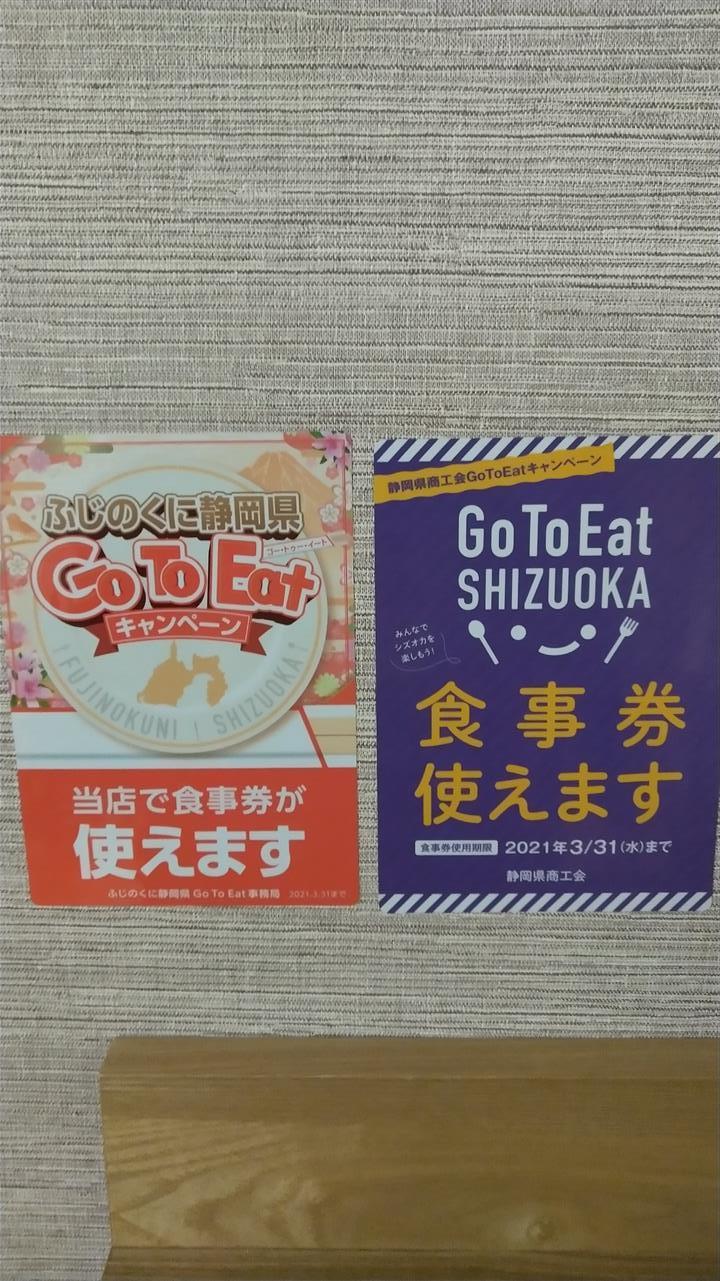 ふじのくに静岡県
Go To Eat
ゴー・トゥー・イート
キャンペーン
FUJINOKUNI | SHIZUOKA
当店で食事券が
使えます
ふじのくに静岡県 Go To Eat 事務局 2021.3.31まで
静岡県商工会GoToEatキャンペーン
Go To Eat
SHIZUOKA
みんなで
シズオカを
楽しもう!
食事券
使えます
食事券使用期限 2021年3/31(水)まで
静岡県商工会